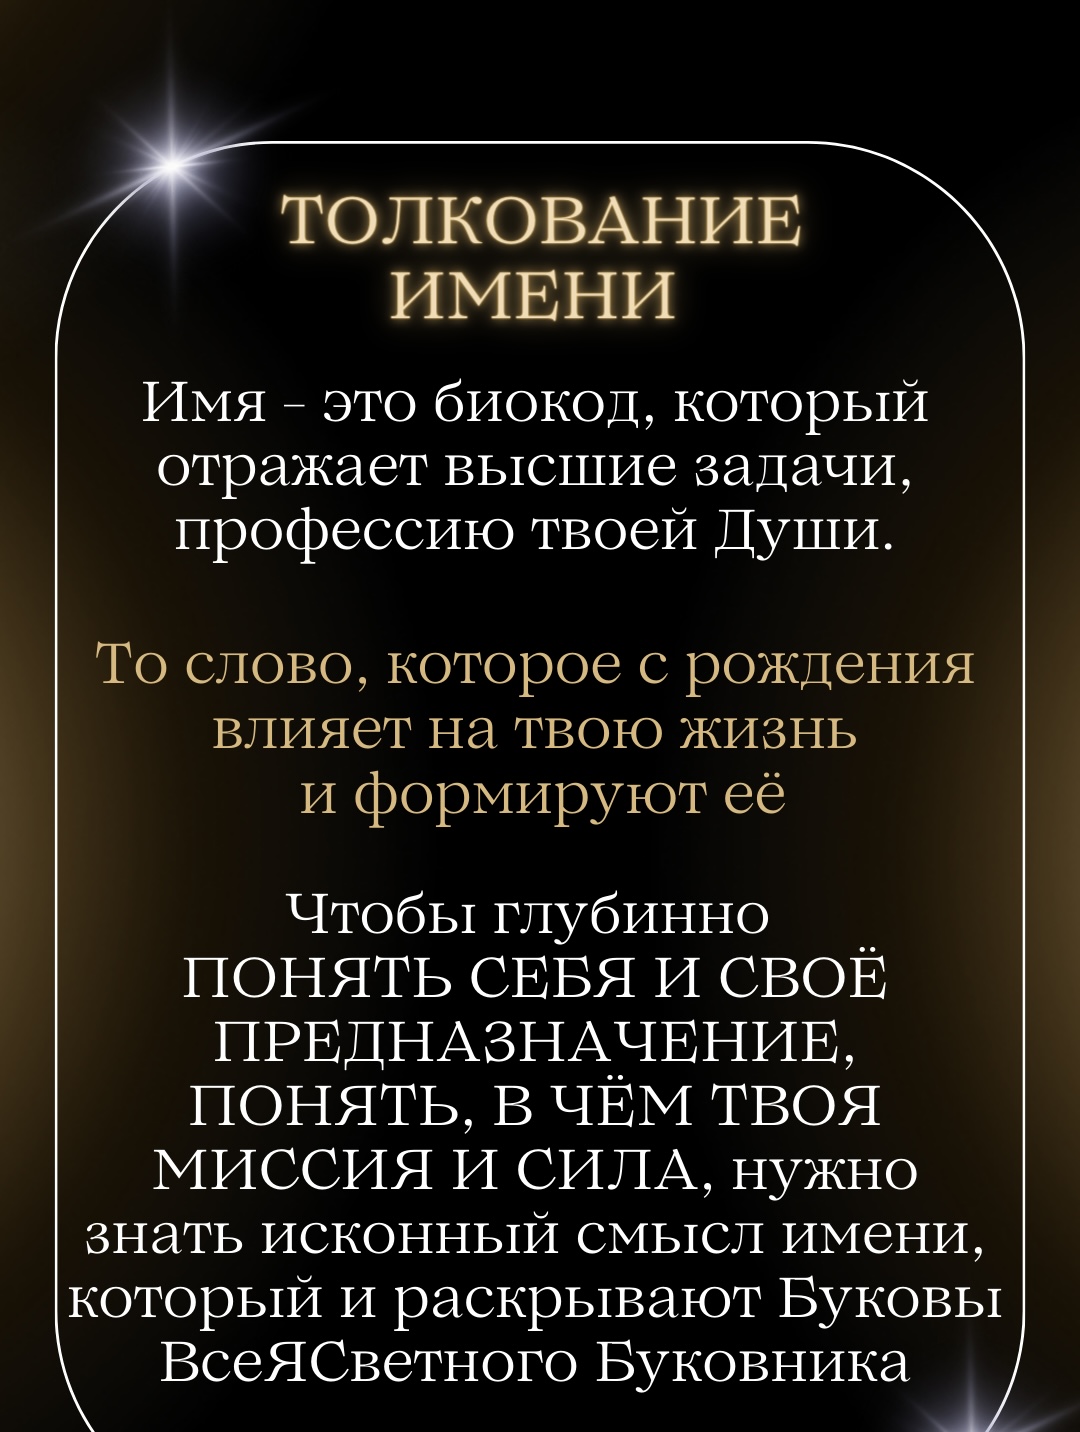 ТОЛКОВАНИЕ
ИМЕНИ
Имя - это биокод, который
отражает высшие задачи,
профессию твоей Души.
То слово, которое с рождения
влияет на твою жизнь
и формируют её
Чтобы глубинно
ПОНЯТЬ СЕБЯ И СВОЁ
ПРЕДНАЗНАЧЕНИЕ,
ПОНЯТЬ, В ЧЁМ ТВОЯ
МИССИЯ И СИЛА, нужно
знать исконный смысл имени,
который и раскрывают Буковы
ВсеЯСветного Буковника